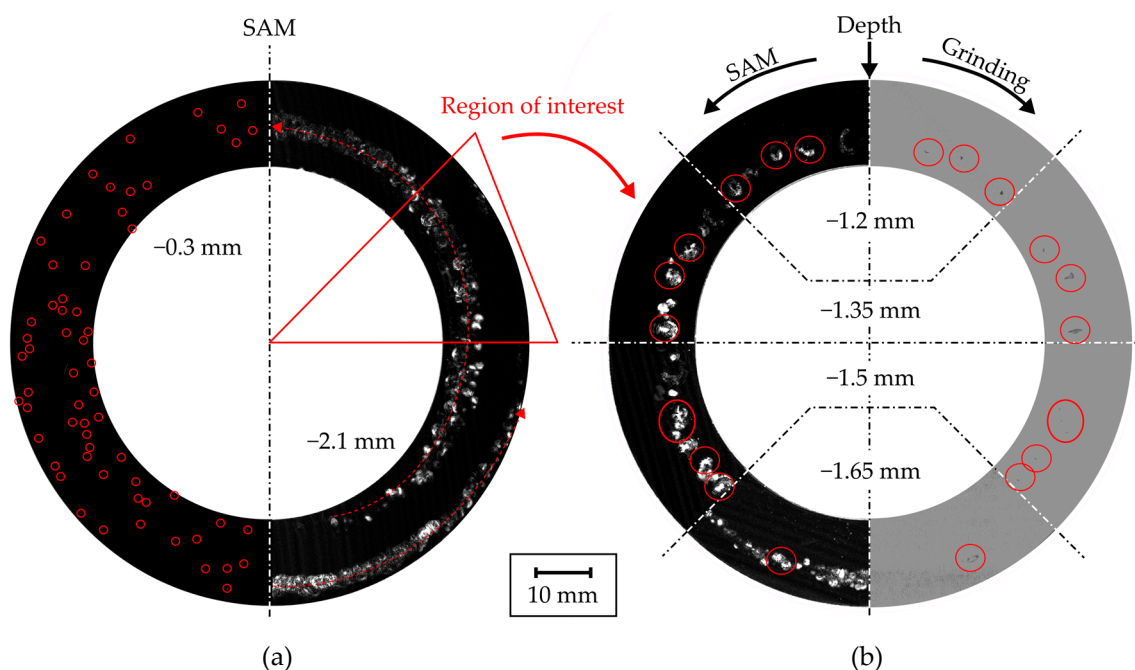 SAM
Depth
SAM
Grinding
Region of interest
−0.3 mm
−1.2 mm
−1.35 mm
−1.5 mm
−2.1 mm
−1.65 mm
10 mm
(a)
(b)